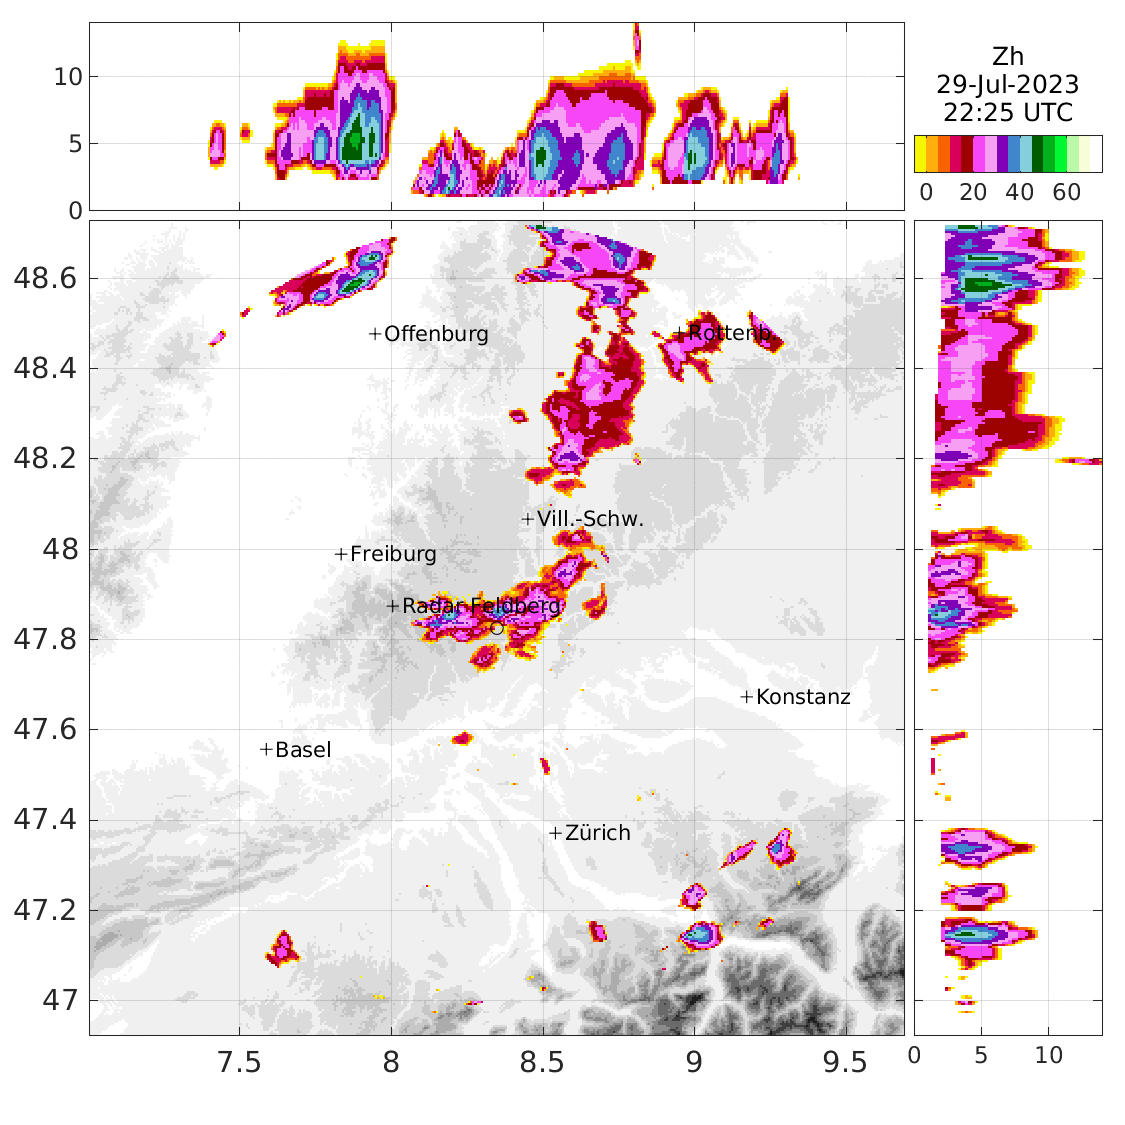 10
5
0
Zh
29-Jul-2023
22:25 UTC
0 20 40 60
48.6
48.4
48.2
48
47.8
47.6
47.4
47.2
47
Offenburg
Rottenb.
Vill.-Schw.
Freiburg
Radar Feldberg
Konstanz
Basel
Zürich
7.5 8 8.5 9 9.5
0 5 10